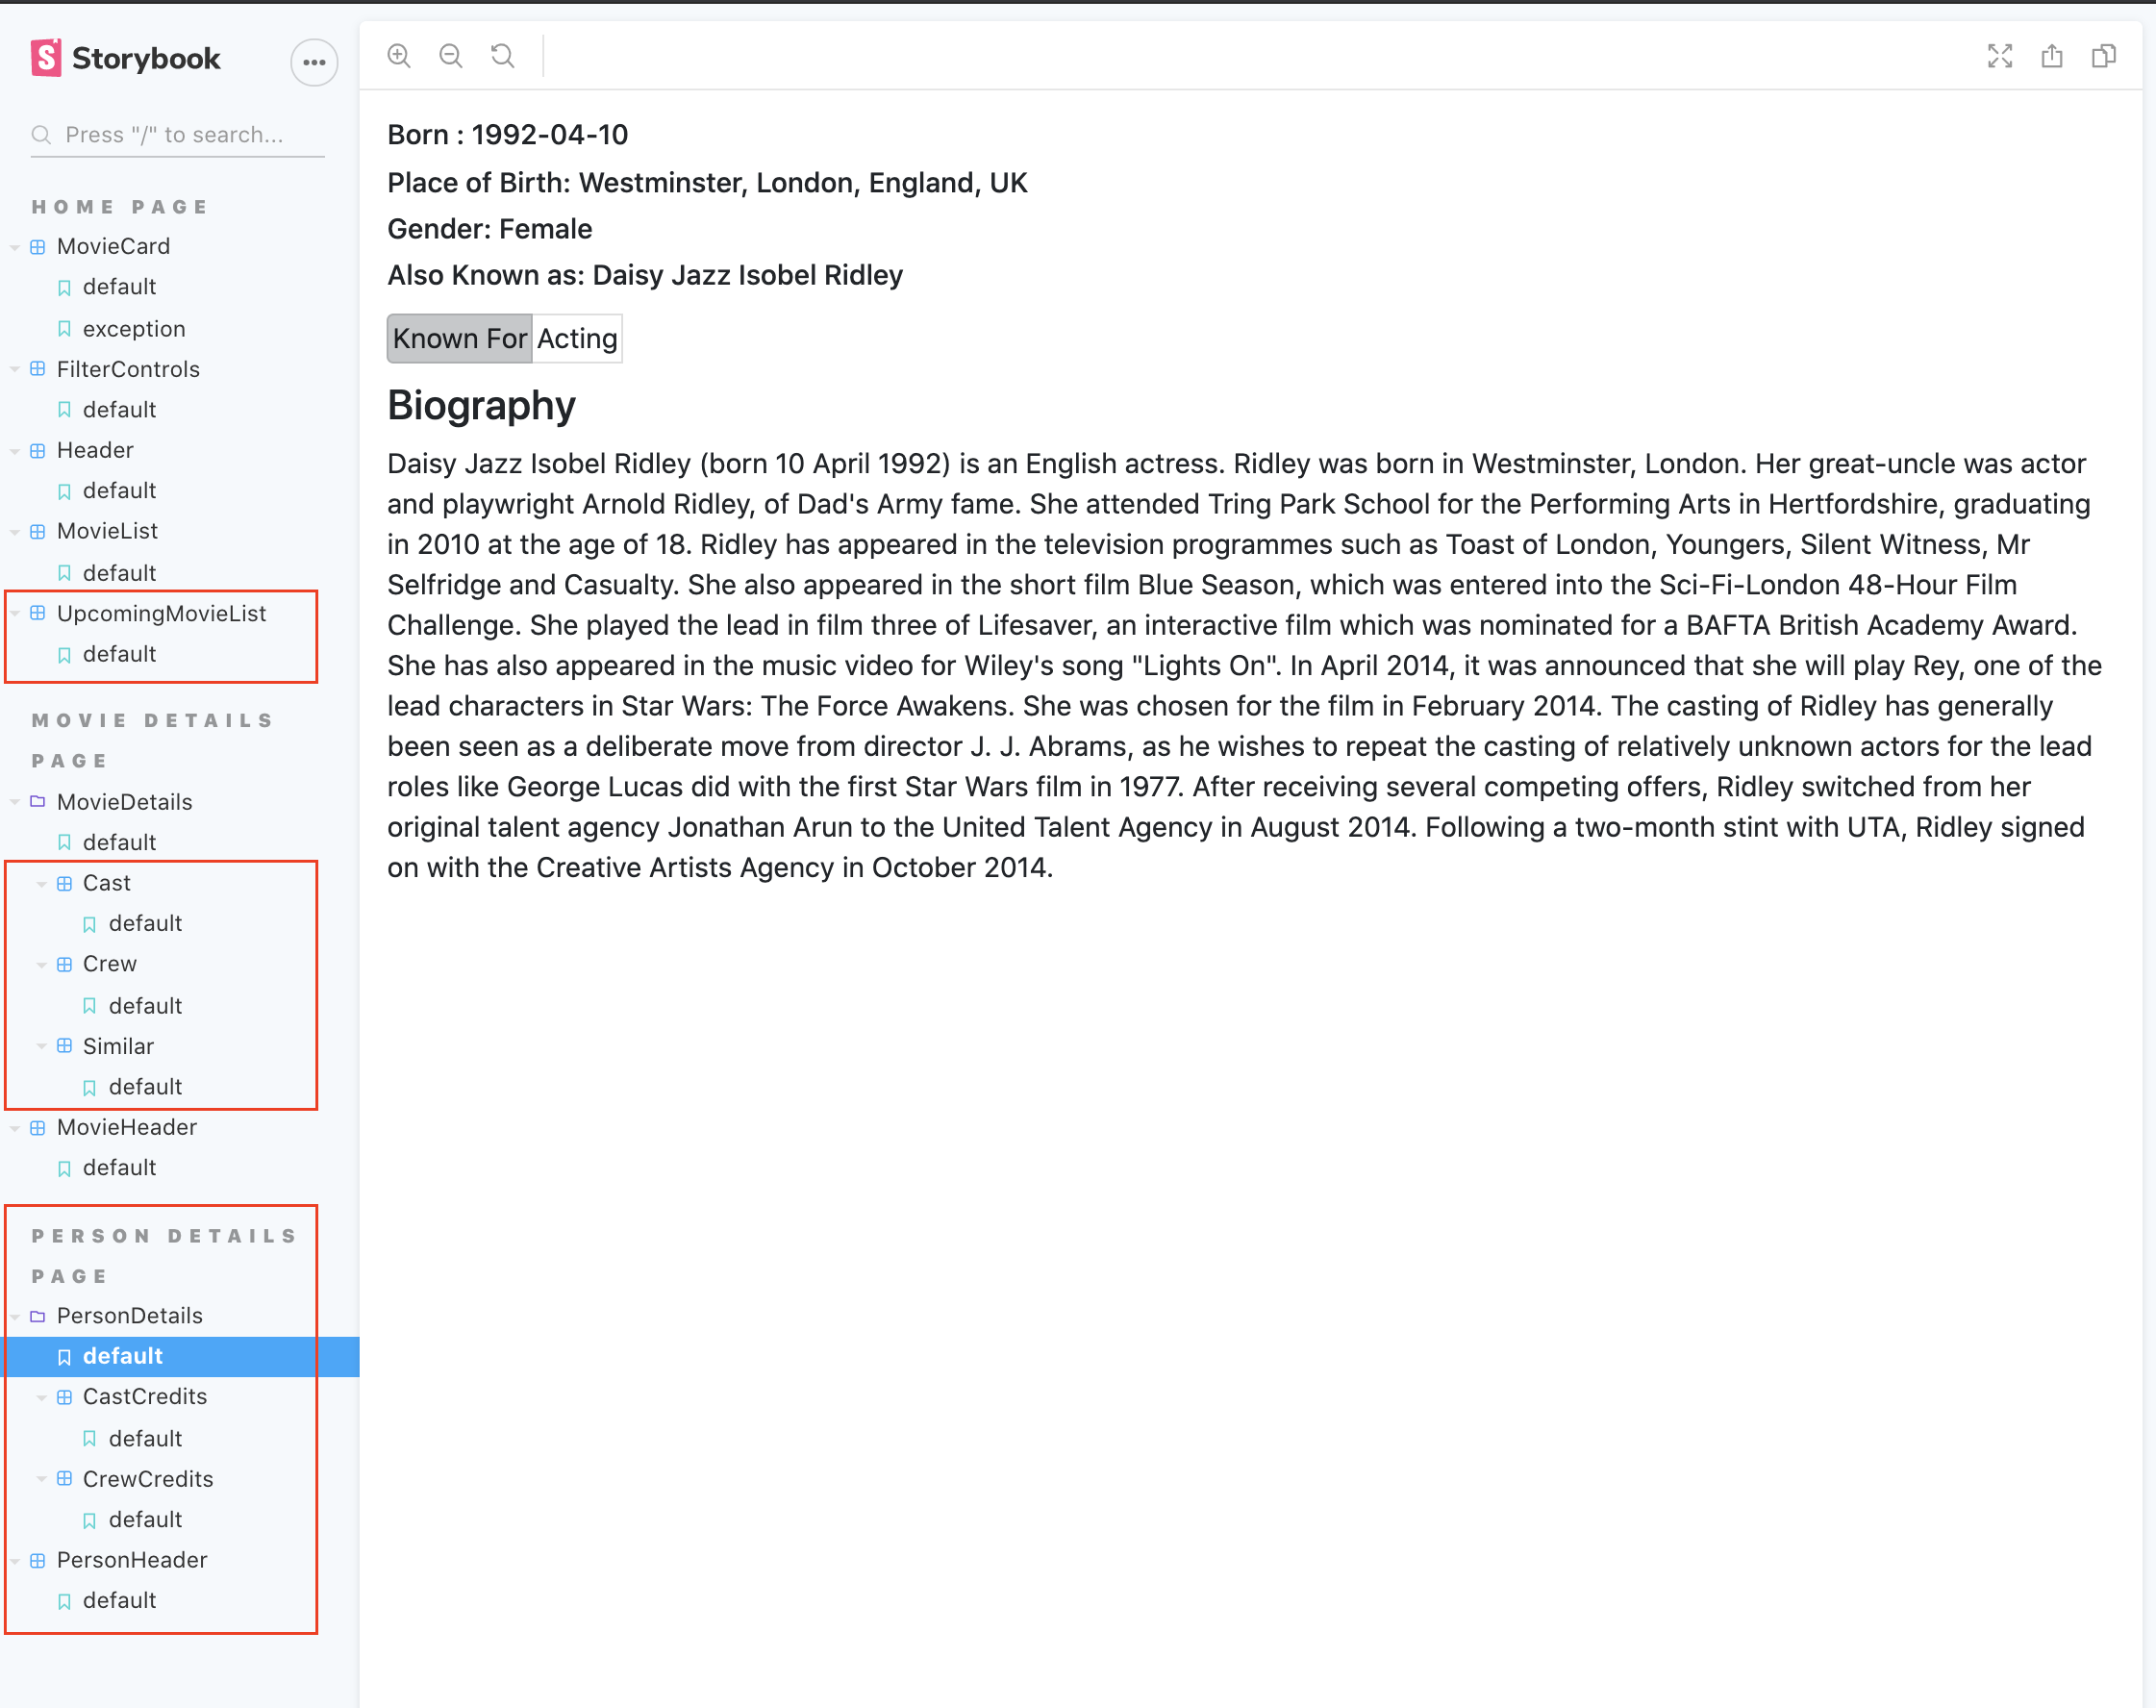 Storybook
Press "/" to search...
HOME PAGE
MovieCard
default
exception
FilterControls
default
Header
default
MovieList
default
UpcomingMovieList
default
MOVIE DETAILS
PAGE
MovieDetails
default
Cast
default
Crew
default
Similar
default
MovieHeader
default
PERSON DETAILS
PAGE
PersonDetails
default
CastCredits
default
CrewCredits
default
PersonHeader
default
Born : 1992-04-10
Place of Birth: Westminster, London, England, UK
Gender: Female
Also Known as: Daisy Jazz Isobel Ridley
Known For Acting
Biography
Daisy Jazz Isobel Ridley (born 10 April 1992) is an English actress. Ridley was born in Westminster, London. Her great-uncle was actor
and playwright Arnold Ridley, of Dad's Army fame. She attended Tring Park School for the Performing Arts in Hertfordshire, graduating
in 2010 at the age of 18. Ridley has appeared in the television programmes such as Toast of London, Youngers, Silent Witness, Mr
Selfridge and Casualty. She also appeared in the short film Blue Season, which was entered into the Sci-Fi-London 48-Hour Film
Challenge. She played the lead in film three of Lifesaver, an interactive film which was nominated for a BAFTA British Academy Award.
She has also appeared in the music video for Wiley's song "Lights On". In April 2014, it was announced that she will play Rey, one of the
lead characters in Star Wars: The Force Awakens. She was chosen for the film in February 2014. The casting of Ridley has generally
been seen as a deliberate move from director J. J. Abrams, as he wishes to repeat the casting of relatively unknown actors for the lead
roles like George Lucas did with the first Star Wars film in 1977. After receiving several competing offers, Ridley switched from her
original talent agency Jonathan Arun to the United Talent Agency in August 2014. Following a two-month stint with UTA, Ridley signed
on with the Creative Artists Agency in October 2014.